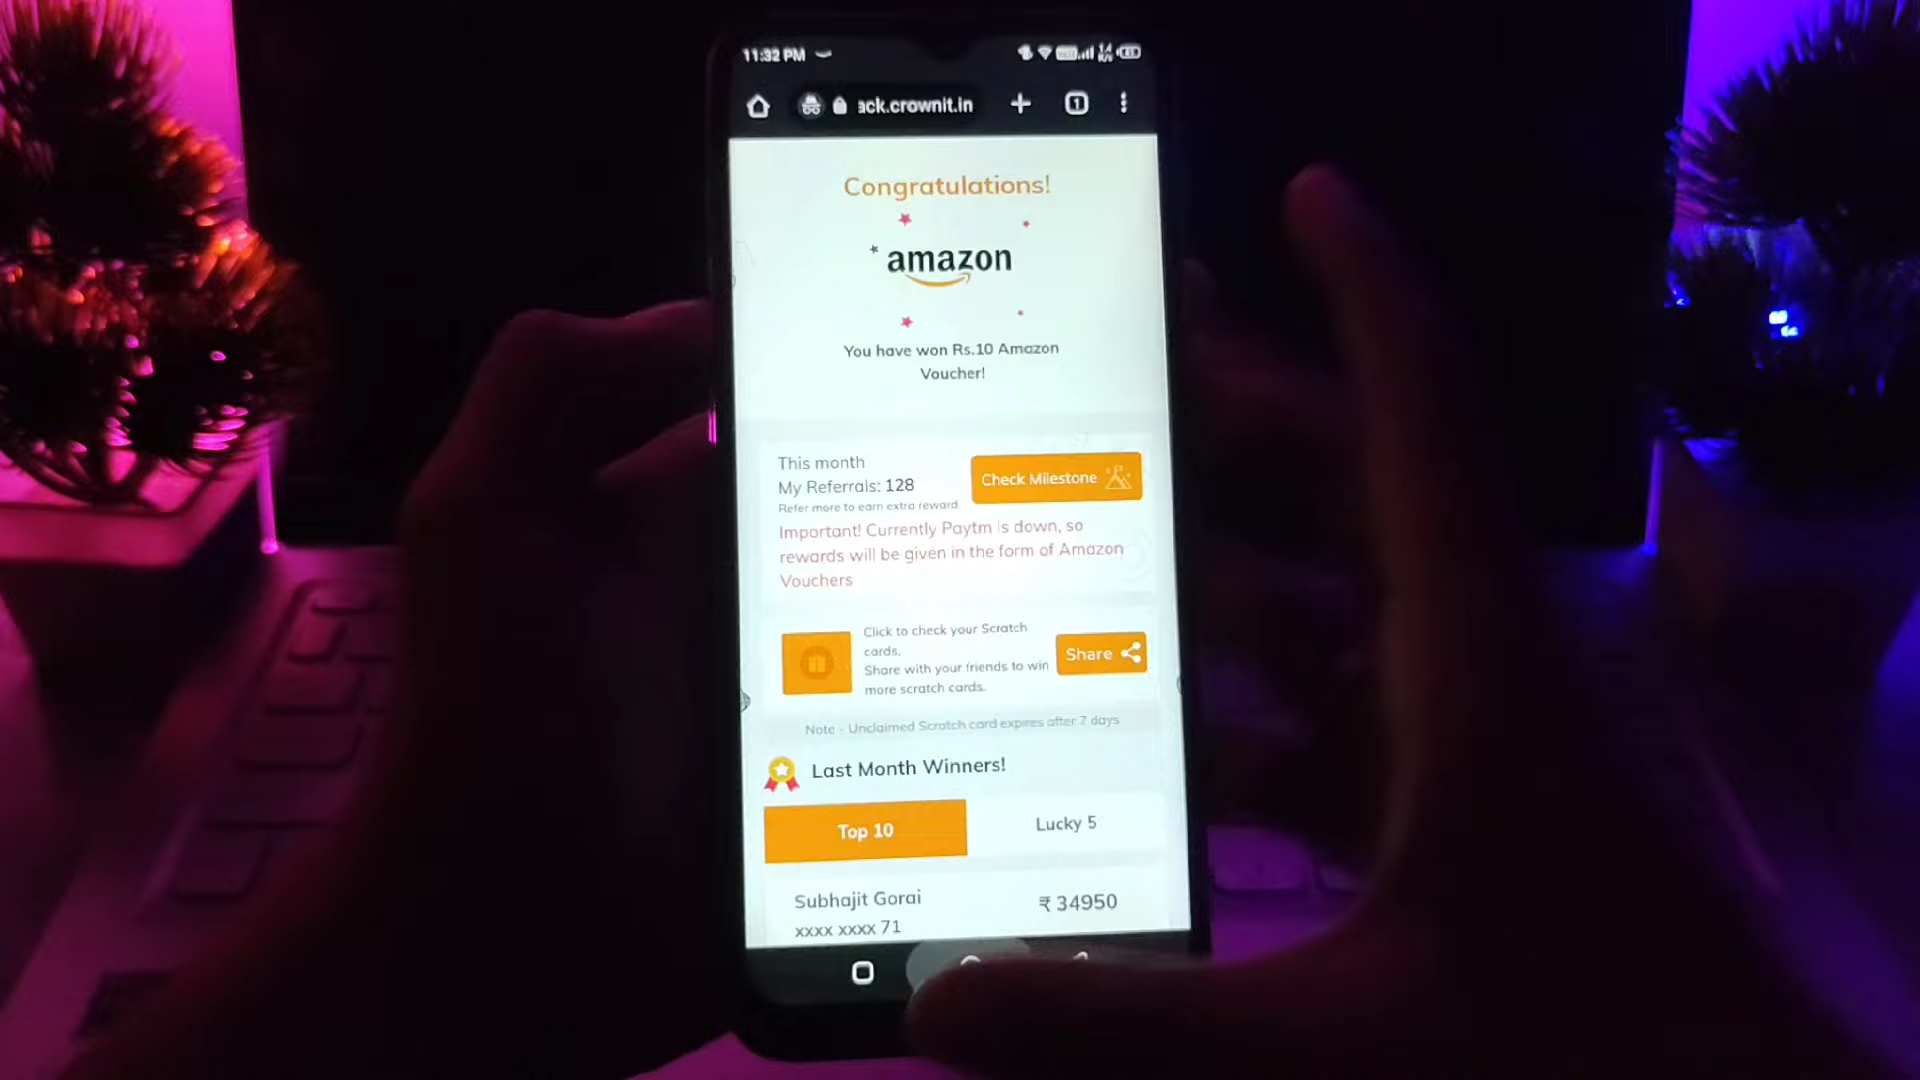 11:32 PM
ack.crownit.in
1
Congratulations!
amazon
You have won Rs.10 Amazon
Voucher!
This month
My Referrals: 128
Refer more to earn extra reward
Check Milestone
Important! Currently Paytm is down, so
rewards will be given in the form of Amazon
Vouchers
Click to check your Scratch
cards.
Share with your friends to win
more scratch cards.
Share
Note - Unclaimed Scratch card expires after 7 days
Last Month Winners!
Top 10
Lucky 5
Subhajit Gorai
₹ 34950
xxxx xxxx 71